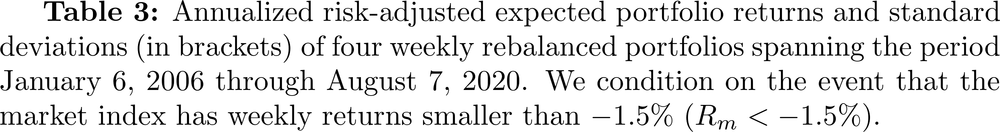 Table 3: Annualized risk-adjusted expected portfolio returns and standard
deviations (in brackets) of four weekly rebalanced portfolios spanning the period
January 6, 2006 through August 7, 2020. We condition on the event that the
market index has weekly returns smaller than −1.5% (Rₘ < −1.5%).